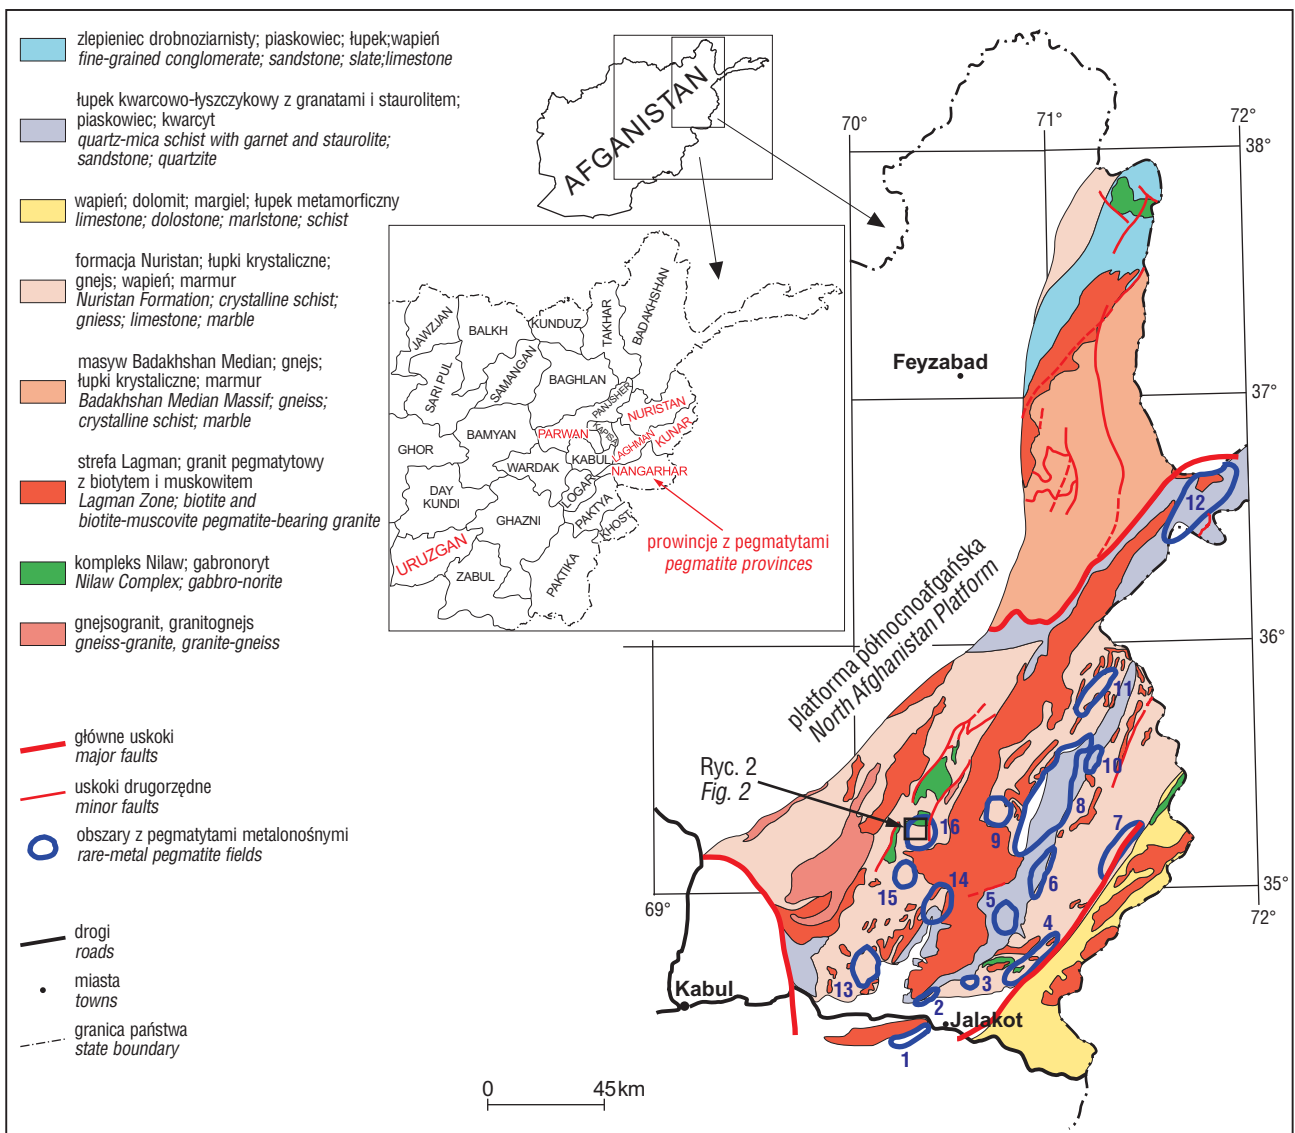 zlepieniec drobnoziarnisty; piaskowiec; łupek;wapień
fine-grained conglomerate; sandstone; slate;limestone
łupek kwarcowo-łyszczykowy z granatami i staurolitem;
piaskowiec; kwarcyt
quartz-mica schist with garnet and staurolite;
sandstone; quartzite
wapień; dolomit; margiel; łupek metamorficzny
limestone; dolostone; marlstone; schist
formacja Nuristan; łupki krystaliczne;
gnejs; wapień; marmur
Nuristan Formation; crystalline schist;
gniess; limestone; marble
masyw Badakhshan Median; gnejs;
łupki krystaliczne; marmur
Badakhshan Median Massif; gneiss;
crystalline schist; marble
strefa Lagman; granit pegmatytowy
z biotytem i muskowitem
Lagman Zone; biotite and
biotite-muscovite pegmatite-bearing granite
kompleks Nilaw; gabronoryt
Nilaw Complex; gabbro-norite
gnejsogranit, granitognejs
gneiss-granite, granite-gneiss
główne uskoki
major faults
uskoki drugorzędne
minor faults
obszary z pegmatytami metalonośnymi
rare-metal pegmatite fields
drogi
roads
miasta
towns
granica państwa
state boundary
AFGANISTAN
JAWZJAN
BALKH
KUNDUZ
TAKHAR
BADAKHSHAN
SARI PUL
SAMANGAN
BAGHLAN
PANJSHER
NURISTAN
GHOR
BAMYAN
PARWAN
KAPISA
LAGHMAN
KUNAR
WARDAK
KABUL
NANGARHAR
DAY
KUNDI
LOGAR
GHAZNI
PAKTYA
KHOST
URUZGAN
ZABUL
PAKTIKA
prowincje z pegmatytami
pegmatite provinces
70°
71°
72°
38°
37°
36°
35°
69°
72°
Feyzabad
platforma północnoafgańska
North Afghanistan Platform
Ryc. 2
Fig. 2
12
11
10
8
7
16
9
15
14
6
5
4
13
3
2
1
Kabul
Jalakot
0
45 km